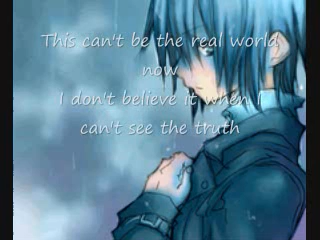 This can't be the real world
now
I don't believe it when I
can't see the truth